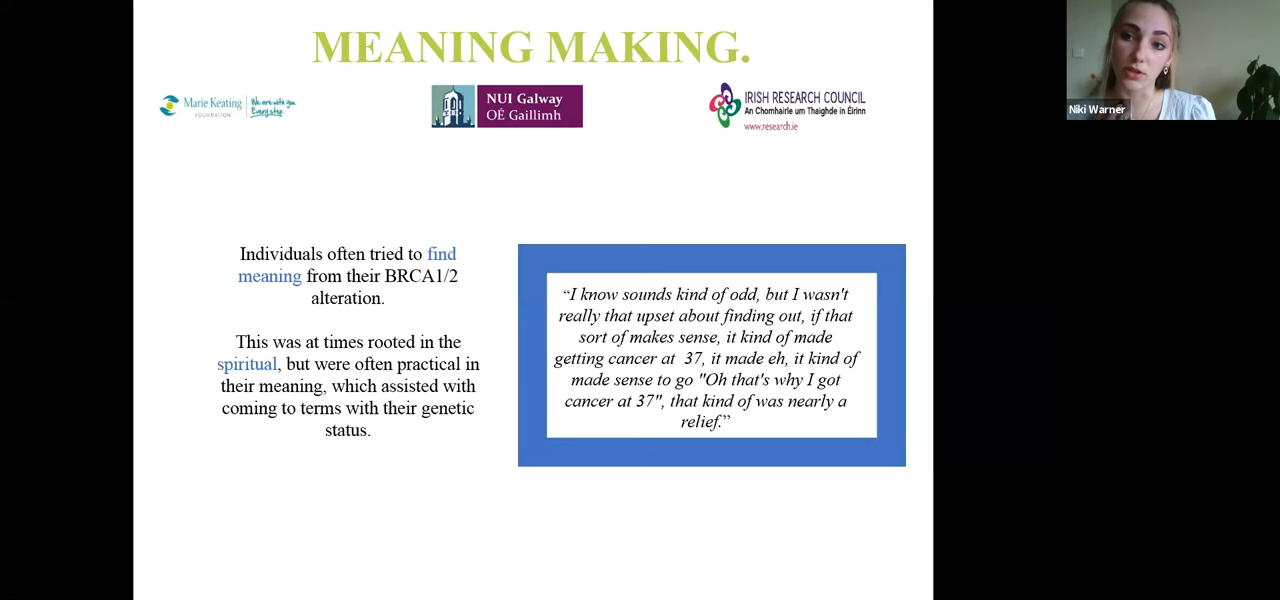 MEANING MAKING.
Marie Keating
FOUNDATION
We are with you
Every step.
NUI Galway
OÉ Gaillimh
IRISH RESEARCH COUNCIL
An Chomhairle um Thaighde in Éirinn
www.research.ie
Niki Warner
Individuals often tried to find
meaning from their BRCA1/2
alteration.
This was at times rooted in the
spiritual, but were often practical in
their meaning, which assisted with
coming to terms with their genetic
status.
“I know sounds kind of odd, but I wasn't
really that upset about finding out, if that
sort of makes sense, it kind of made
getting cancer at 37, it made eh, it kind of
made sense to go "Oh that's why I got
cancer at 37", that kind of was nearly a
relief.”